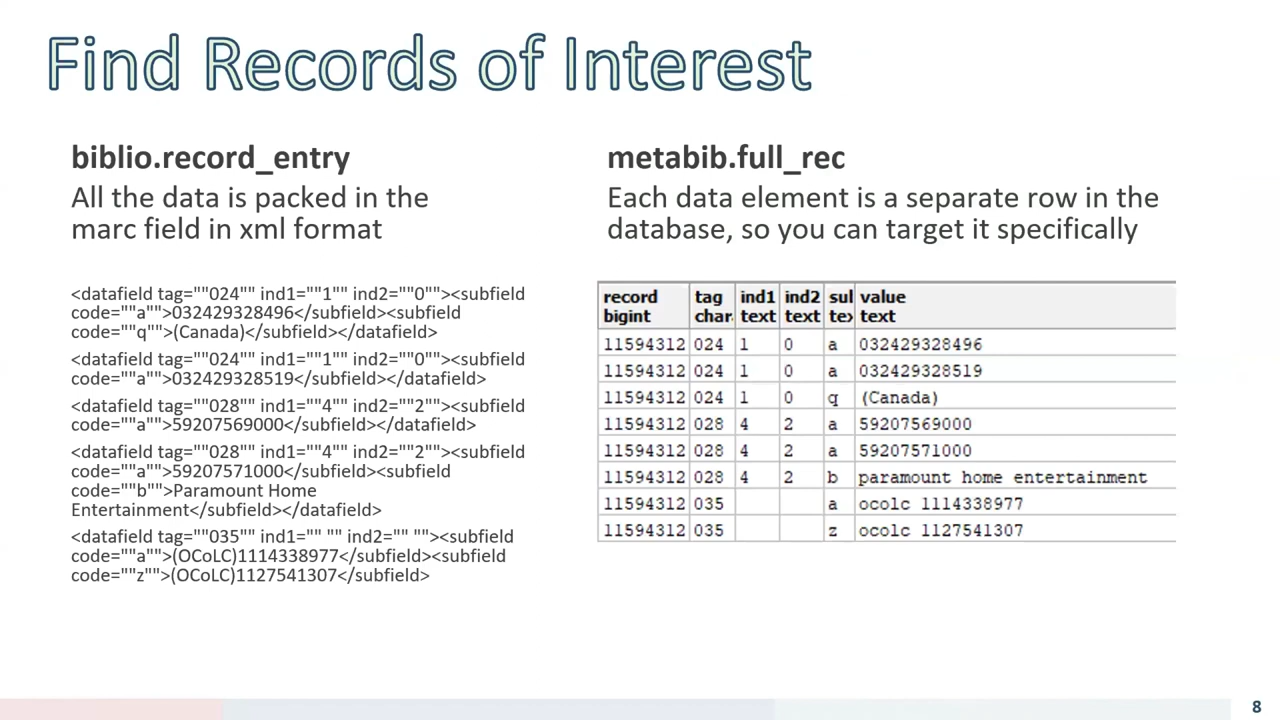 Find Records of Interest
biblio.record_entry
All the data is packed in the
marc field in xml format
<datafield tag=""024"" ind1=""1"" ind2=""0""><subfield
code=""a"">032429328496</subfield><subfield
code=""q"">(Canada)</subfield></datafield>
<datafield tag=""024"" ind1=""1"" ind2=""0""><subfield
code=""a"">032429328519</subfield></datafield>
<datafield tag=""028"" ind1=""4"" ind2=""2""><subfield
code=""a"">59207569000</subfield></datafield>
<datafield tag=""028"" ind1=""4"" ind2=""2""><subfield
code=""a"">59207571000</subfield><subfield
code=""b"">Paramount Home
Entertainment</subfield></datafield>
<datafield tag=""035"" ind1="" "" ind2="" ""><subfield
code=""a"">(OCoLC)1114338977</subfield><subfield
code=""z"">(OCoLC)1127541307</subfield>
metabib.full_rec
Each data element is a separate row in the
database, so you can target it specifically
record tag ind1 ind2 sul value
bigint char text text tex text
11594312 024 1 0 a 032429328496
11594312 024 1 0 a 032429328519
11594312 024 1 0 q (Canada)
11594312 028 4 2 a 59207569000
11594312 028 4 2 a 59207571000
11594312 028 4 2 b paramount home entertainment
11594312 035 a ocolc 1114338977
11594312 035 z ocolc 1127541307
8